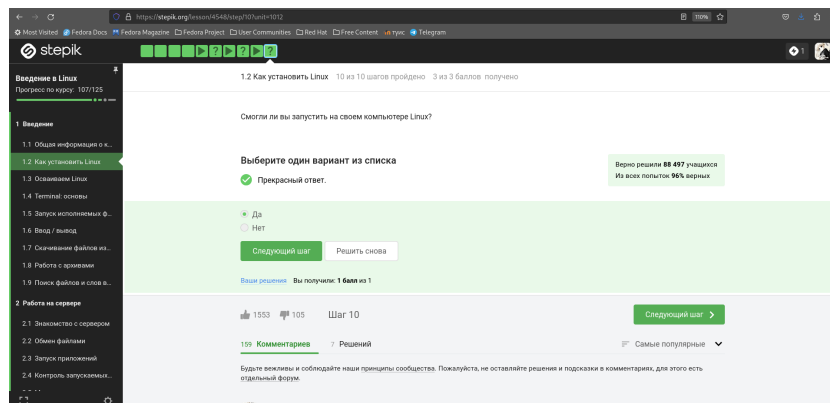 https://stepik.org/lesson/4548/step/10?unit=1012
110%
Most Visited Fedora Docs Fedora Magazine Fedora Project User Communities Red Hat Free Content Telegram
stepik
1
Введение в Linux
Прогресс по курсу: 107/125
1 Введение
1.1 Общая информация о к...
1.2 Как установить Linux
1.3 Осваиваем Linux
1.4 Terminal: основы
1.5 Запуск исполняемых ф...
1.6 Ввод / вывод
1.7 Скачивание файлов из...
1.8 Работа с архивами
1.9 Поиск файлов и слов в...
2 Работа на сервере
2.1 Знакомство с сервером
2.2 Обмен файлами
2.3 Запуск приложений
2.4 Контроль запускаемых...
1.2 Как установить Linux 10 из 10 шагов пройдено 3 из 3 баллов получено
Смогли ли вы запустить на своем компьютере Linux?
Выберите один вариант из списка
Прекрасный ответ.
Верно решили 88 497 учащихся
Из всех попыток 96% верных
Да
Нет
Следующий шаг Решить снова
Ваши решения Вы получили: 1 балл из 1
1553 105 Шаг 10
Следующий шаг
159 Комментариев 7 Решений
Самые популярные
Будьте вежливы и соблюдайте наши принципы сообщества. Пожалуйста, не оставляйте решения и подсказки в комментариях, для этого есть
отдельный форум.